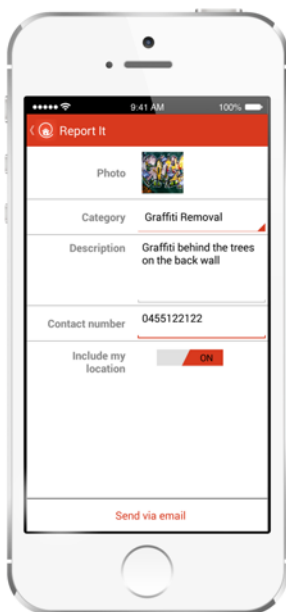 9:41 AM 100%
Report It
Photo
Category Graffiti Removal
Description Graffiti behind the trees
on the back wall
Contact number 0455122122
Include my ON
location
Send via email